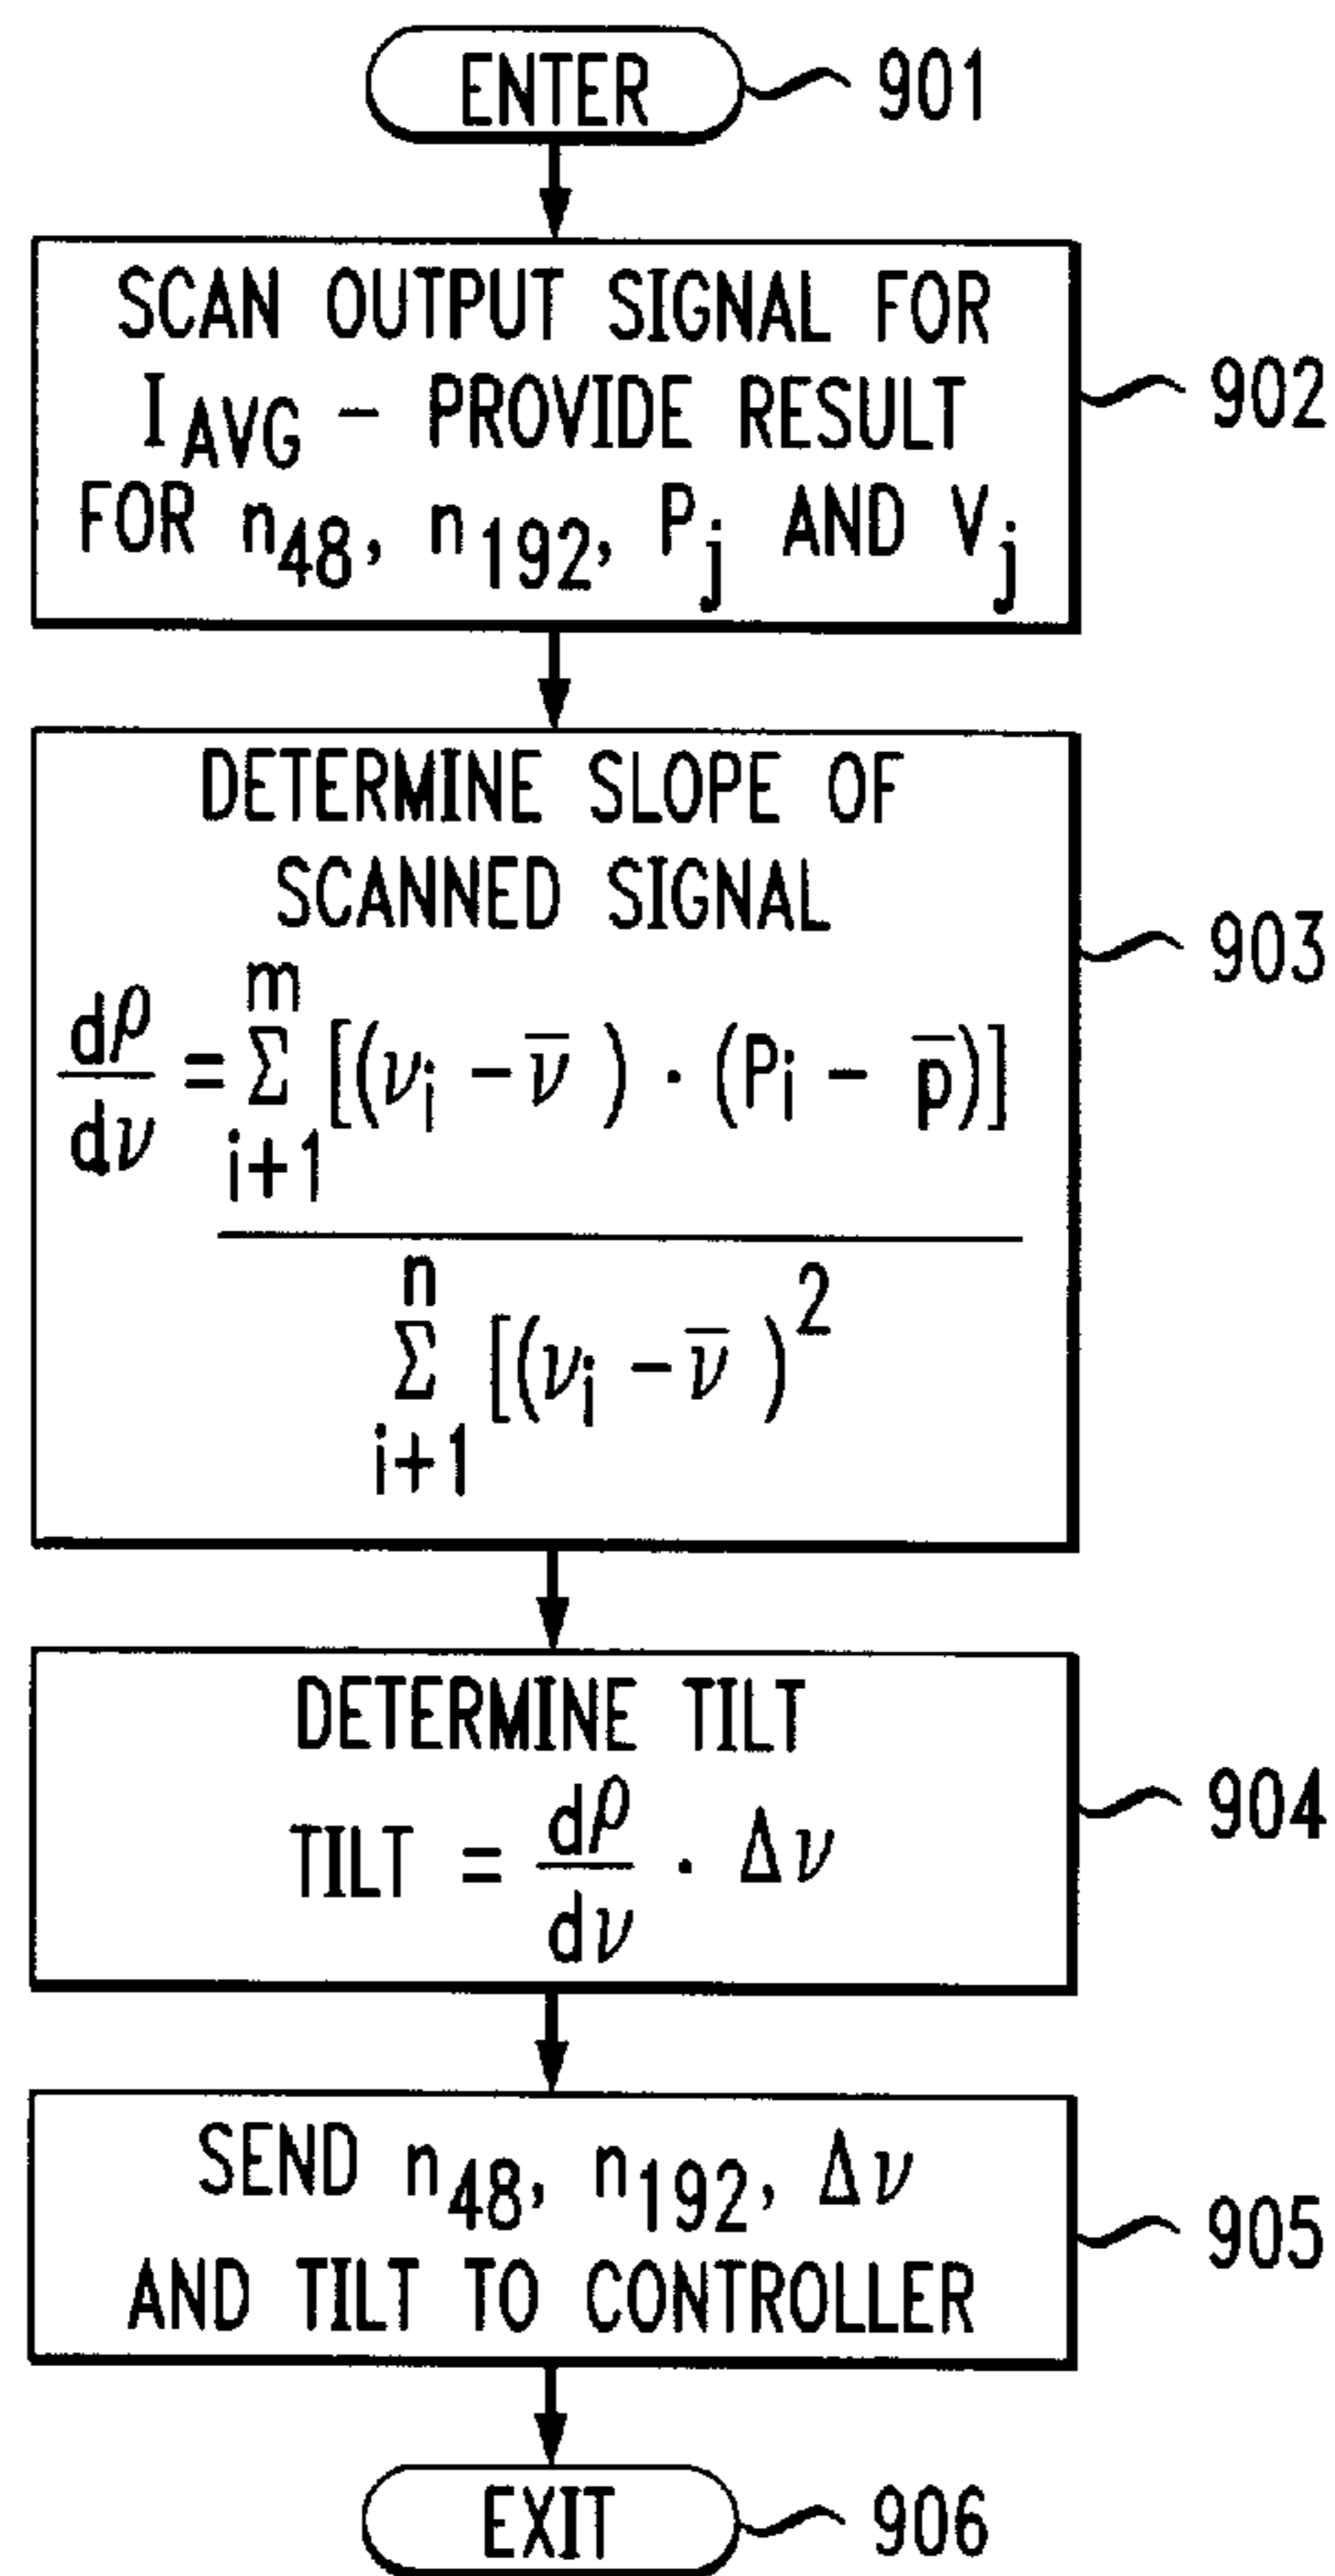 ENTER 901
SCAN OUTPUT SIGNAL FOR
I AVG - PROVIDE RESULT
FOR n48, n192, Pj AND Vj
902
DETERMINE SLOPE OF
SCANNED SIGNAL
903
m
dρ/dν = Σ [(νi - ν̅) · (Pi - p̅)]
i+1
n
Σ [(νi - ν̅)²
i+1
DETERMINE TILT
TILT = dρ/dν · Δν
904
SEND n48, n192, Δν
AND TILT TO CONTROLLER
905
EXIT 906